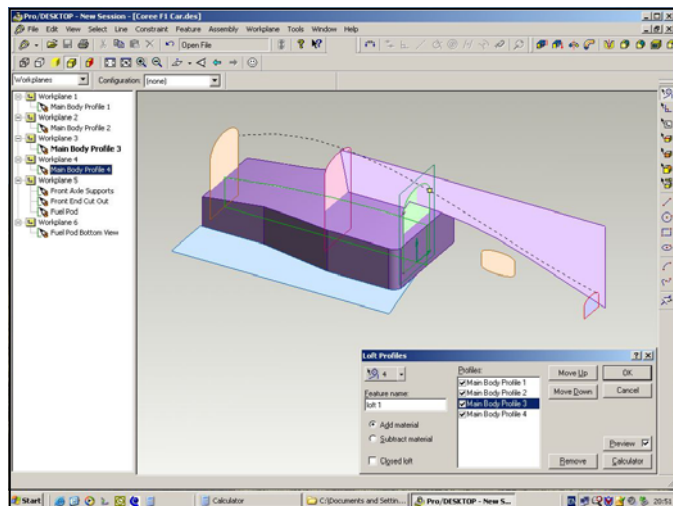 Pro/DESKTOP - New Session - [Coree F1 Car.des]
File Edit View Select Line Constraint Feature Assembly Workplane Tools Window Help
Open File
Workplanes Configuration: (none)
Workplane 1
Main Body Profile 1
Workplane 2
Main Body Profile 2
Workplane 3
Main Body Profile 3
Workplane 4
Main Body Profile 4
Workplane 5
Front Axle Supports
Front End Cut Out
Fuel Pod
Workplane 6
Fuel Pod Bottom View
Loft Profiles
4
Feature name:
loft 1
Add material
Subtract material
Closed loft
Profiles:
Main Body Profile 1
Main Body Profile 2
Main Body Profile 3
Main Body Profile 4
Move Up
Move Down
Remove
OK
Cancel
Preview
Calculator
Start Calculator C:\Documents and Settin... Pro/DESKTOP - New S... 20:51